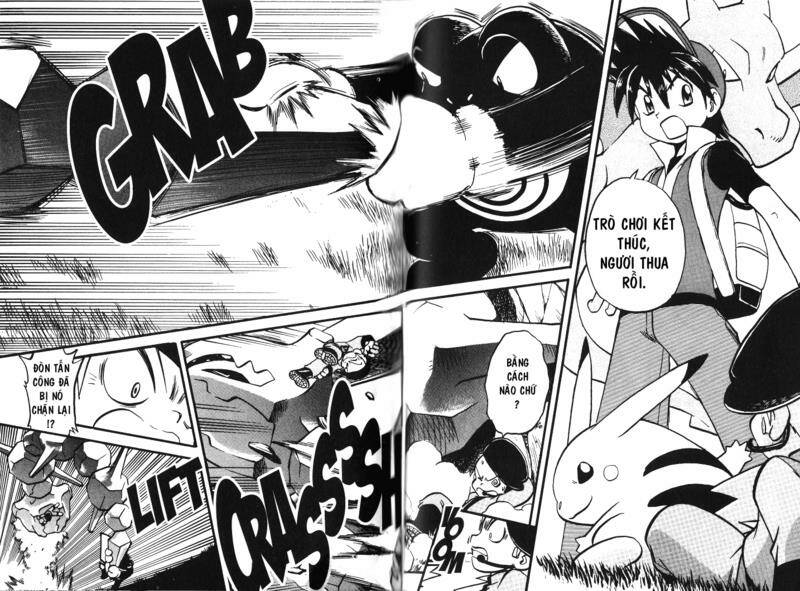 GRAB
ĐÒN TẤN
CÔNG ĐÃ
BỊ NÓ
CHẶN LẠI
!?
LIFT
CRASSSSSH
BẰNG
CÁCH
NÀO CHỨ
?
VOOM
TRÒ CHƠI KẾT
THÚC,
NGƯƠI THUA
RỒI.